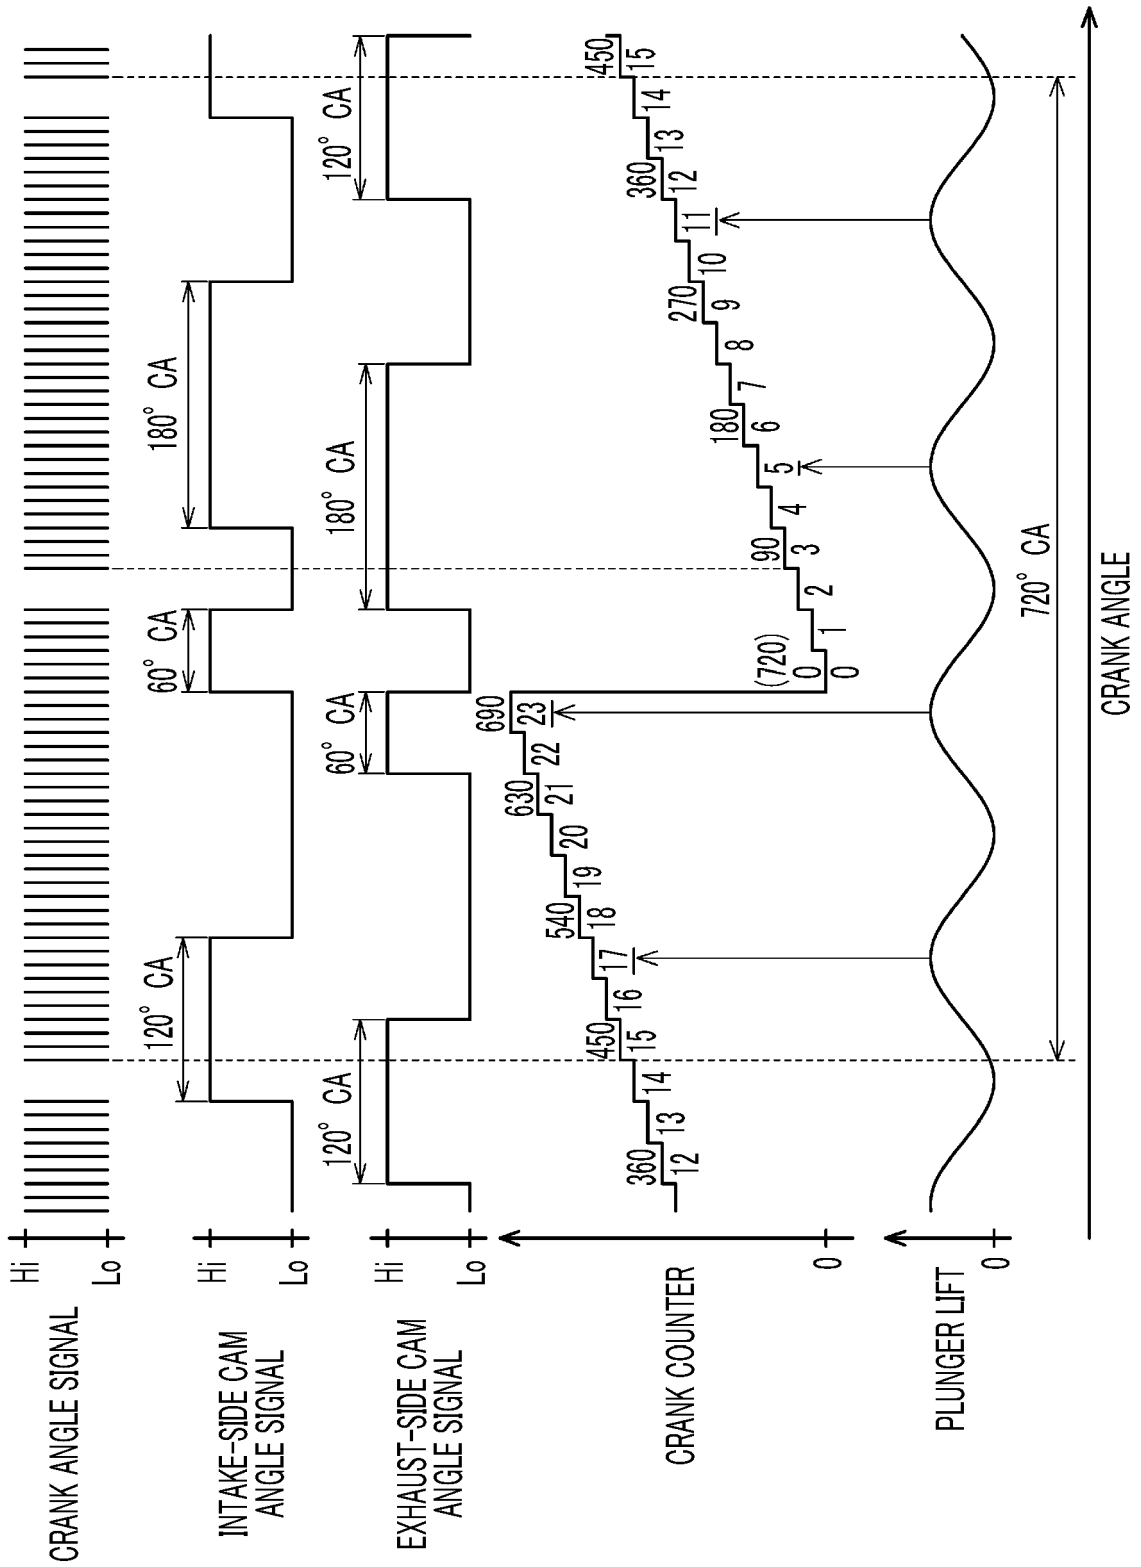 CRANK ANGLE SIGNAL
Hi
Lo
INTAKE-SIDE CAM
ANGLE SIGNAL
Hi
Lo
120° CA
60° CA
180° CA
EXHAUST-SIDE CAM
ANGLE SIGNAL
Hi
Lo
120° CA
60° CA
180° CA
120° CA
CRANK COUNTER
0
360
12
13
14
450
15
16
17
540
18
19
20
630
21
22
690
23
(720)
0
0
1
2
90
3
4
5
180
6
7
8
270
9
10
11
360
12
13
14
450
15
PLUNGER LIFT
0
720° CA
CRANK ANGLE